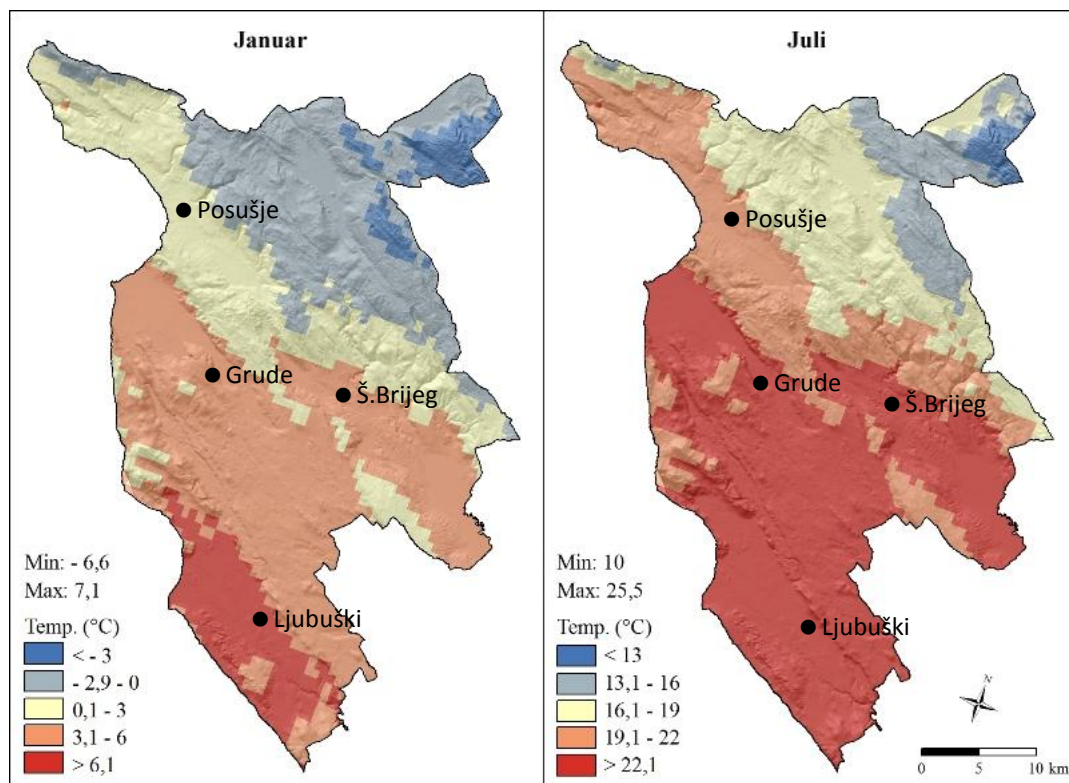 Januar
Posušje
Grude
Š.Brijeg
Ljubuški
Min: - 6,6
Max: 7,1
Temp. (°C)
< - 3
- 2,9 - 0
0,1 - 3
3,1 - 6
> 6,1
Juli
Posušje
Grude
Š.Brijeg
Ljubuški
Min: 10
Max: 25,5
Temp. (°C)
< 13
13,1 - 16
16,1 - 19
19,1 - 22
> 22,1
N
0 5 10 km